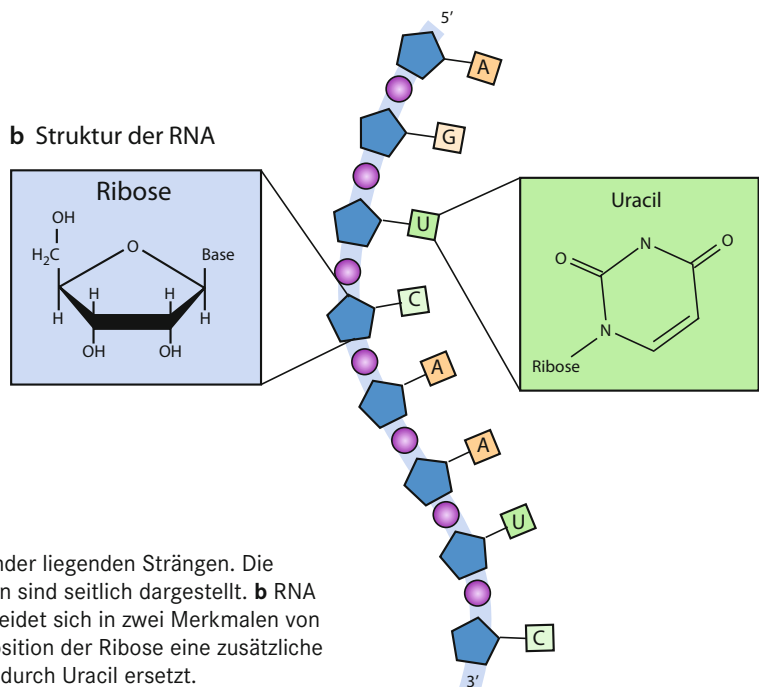 5′
A
b Struktur der RNA
G
Ribose
OH
H₂C
O
Base
H
H
H
H
OH
OH
U
Uracil
O
N
O
N
Ribose
C
A
A
U
C
3′
nder liegenden Strängen. Die
n sind seitlich dargestellt. b RNA
eidet sich in zwei Merkmalen von
osition der Ribose eine zusätzliche
durch Uracil ersetzt.